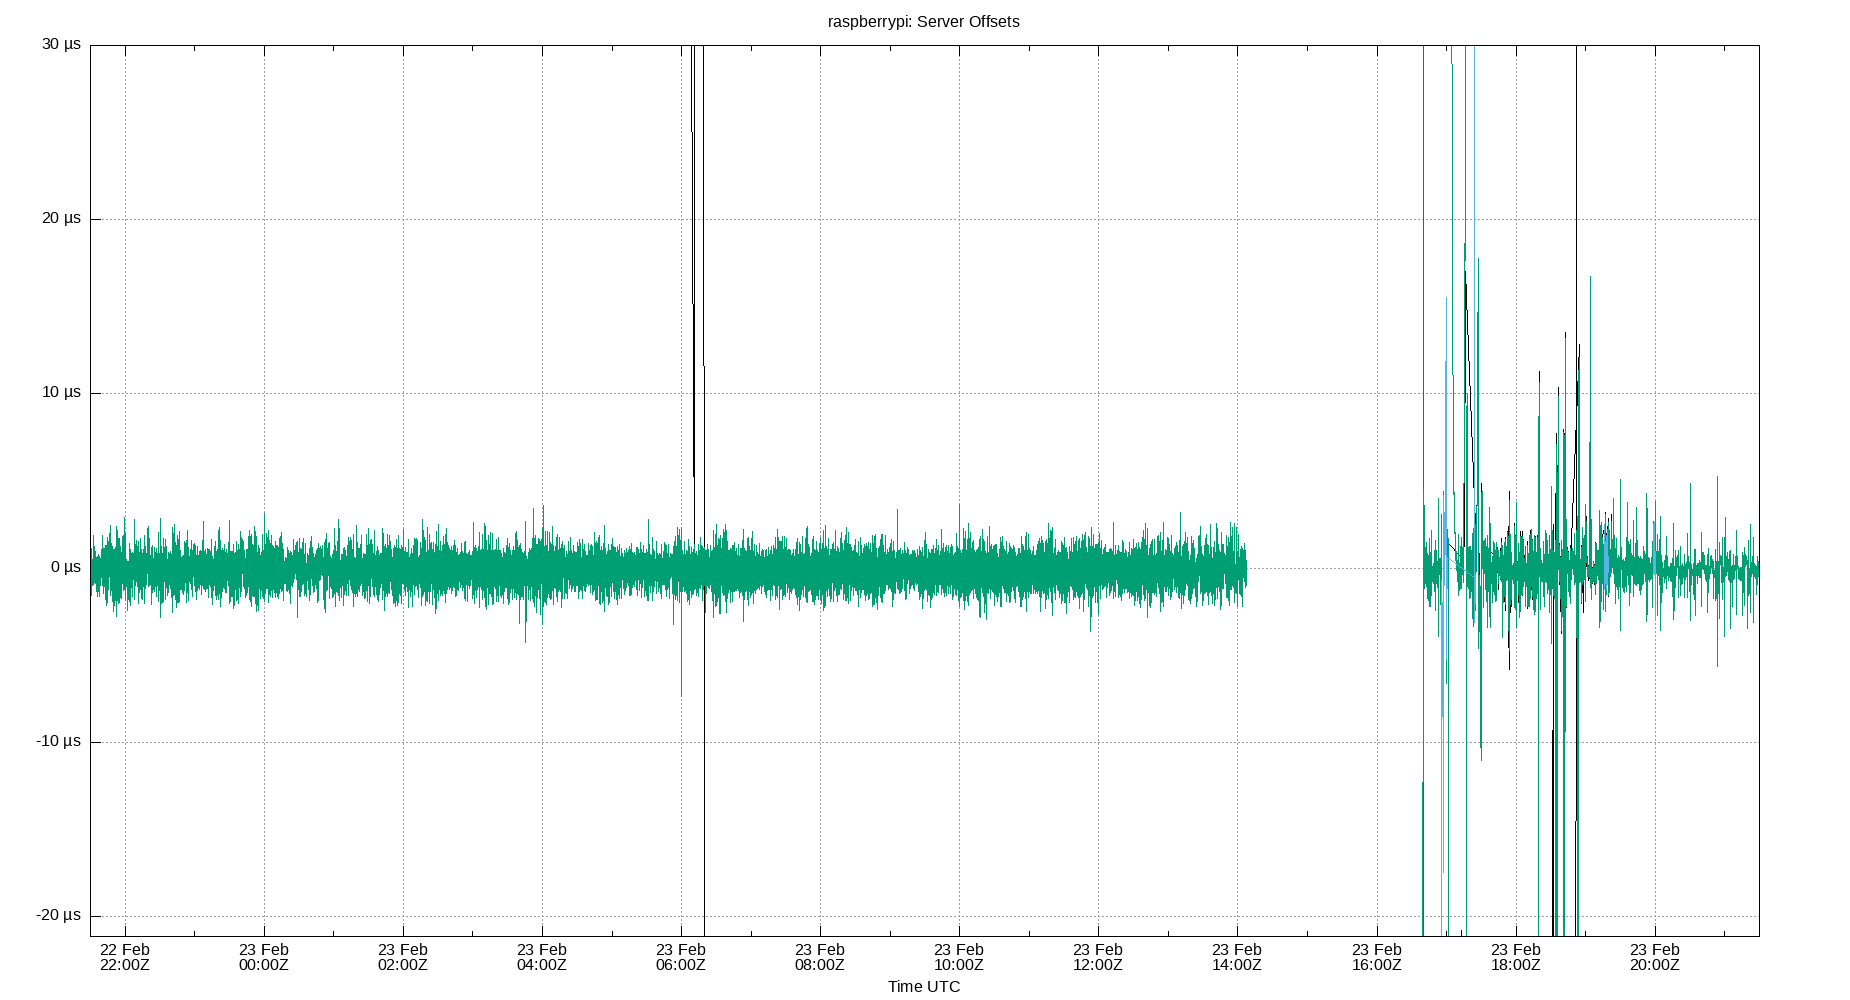 raspberrypi: Server Offsets
30 µs
20 µs
10 µs
0 µs
-10 µs
-20 µs
22 Feb
22:00Z
23 Feb
00:00Z
23 Feb
02:00Z
23 Feb
04:00Z
23 Feb
06:00Z
23 Feb
08:00Z
23 Feb
10:00Z
23 Feb
12:00Z
23 Feb
14:00Z
23 Feb
16:00Z
23 Feb
18:00Z
23 Feb
20:00Z
Time UTC